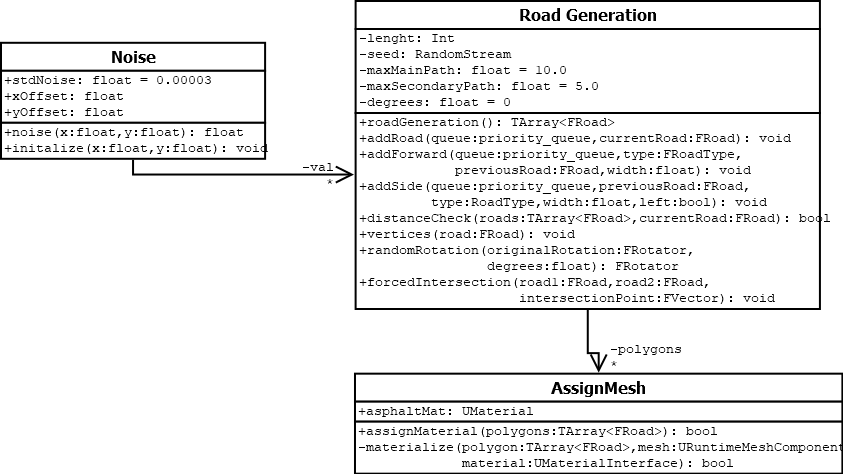 Noise
+stdNoise: float = 0.00003
+xOffset: float
+yOffset: float
+noise(x:float,y:float): float
+initalize(x:float,y:float): void
-val
*
Road Generation
-lenght: Int
-seed: RandomStream
-maxMainPath: float = 10.0
-maxSecondaryPath: float = 5.0
-degrees: float = 0
+roadGeneration(): TArray<FRoad>
+addRoad(queue:priority_queue,currentRoad:FRoad): void
+addForward(queue:priority_queue,type:FRoadType,
previousRoad:FRoad,width:float): void
+addSide(queue:priority_queue,previousRoad:FRoad,
type:RoadType,width:float,left:bool): void
+distanceCheck(roads:TArray<FRoad>,currentRoad:FRoad): bool
+vertices(road:FRoad): void
+randomRotation(originalRotation:FRotator,
degrees:float): FRotator
+forcedIntersection(road1:FRoad,road2:FRoad,
intersectionPoint:FVector): void
-polygons
*
AssignMesh
+asphaltMat: UMaterial
+assignMaterial(polygons:TArray<FRoad>): bool
-materialize(polygon:TArray<FRoad>,mesh:URuntimeMeshComponent
material:UMaterialInterface): bool